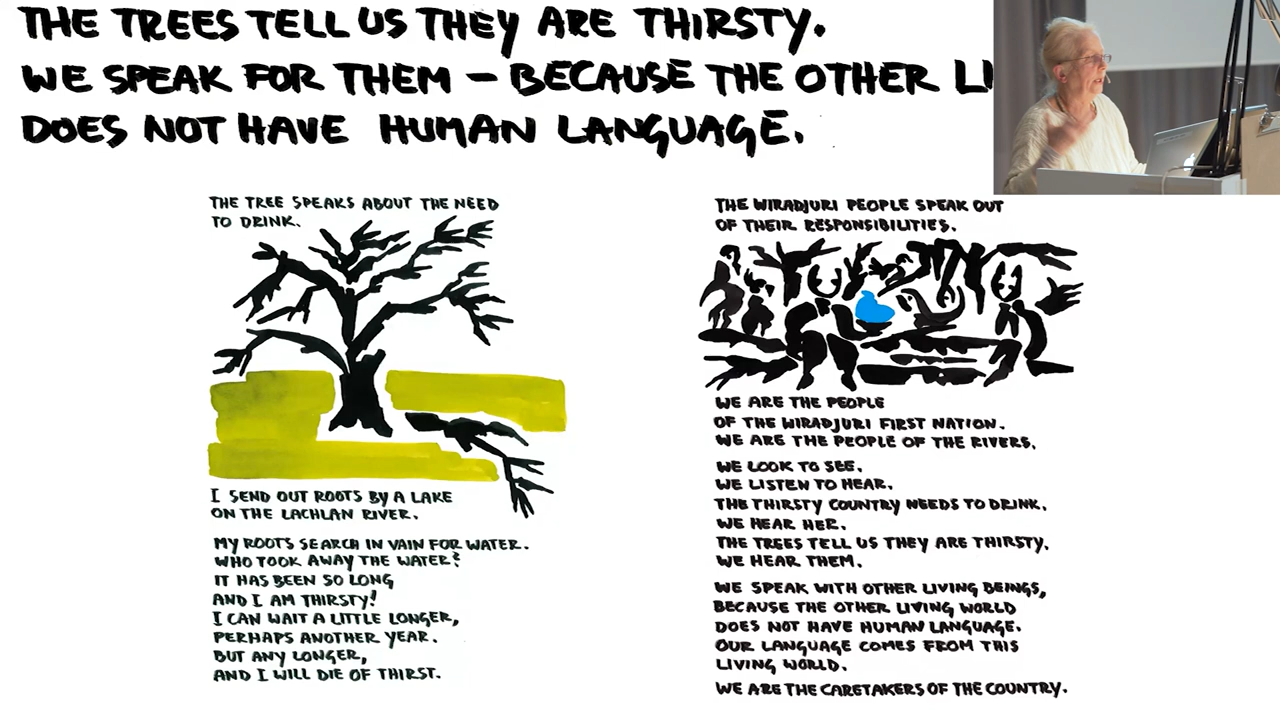 THE TREES TELL US THEY ARE THIRSTY.
WE SPEAK FOR THEM – BECAUSE THE OTHER
DOES NOT HAVE HUMAN LANGUAGE.
THE TREE SPEAKS ABOUT THE NEED
TO DRINK.
I SEND OUT ROOTS BY A LAKE
ON THE LACHLAN RIVER.
MY ROOTS SEARCH IN VAIN FOR WATER.
WHO TOOK AWAY THE WATER?
IT HAS BEEN SO LONG
AND I AM THIRSTY!
I CAN WAIT A LITTLE LONGER,
PERHAPS ANOTHER YEAR.
BUT ANY LONGER,
AND I WILL DIE OF THIRST.
THE WIRADJURI PEOPLE SPEAK OUT
OF THEIR RESPONSIBILITIES.
WE ARE THE PEOPLE
OF THE WIRADJURI FIRST NATION.
WE ARE THE PEOPLE OF THE RIVERS.
WE LOOK TO SEE.
WE LISTEN TO HEAR.
THE THIRSTY COUNTRY NEEDS TO DRINK.
WE HEAR HER.
THE TREES TELL US THEY ARE THIRSTY.
WE HEAR THEM.
WE SPEAK WITH OTHER LIVING BEINGS,
BECAUSE THE OTHER LIVING WORLD
DOES NOT HAVE HUMAN LANGUAGE.
OUR LANGUAGE COMES FROM THIS
LIVING WORLD.
WE ARE THE CARETAKERS OF THE COUNTRY.